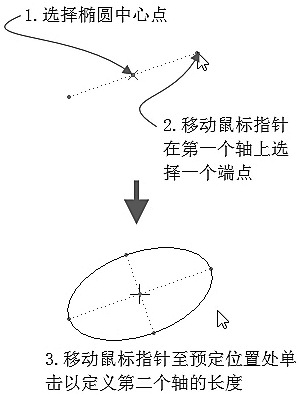 1.选择椭圆中心点
2.移动鼠标指针
在第一个轴上选
择一个端点
3.移动鼠标指针至预定位置处单
击以定义第二个轴的长度